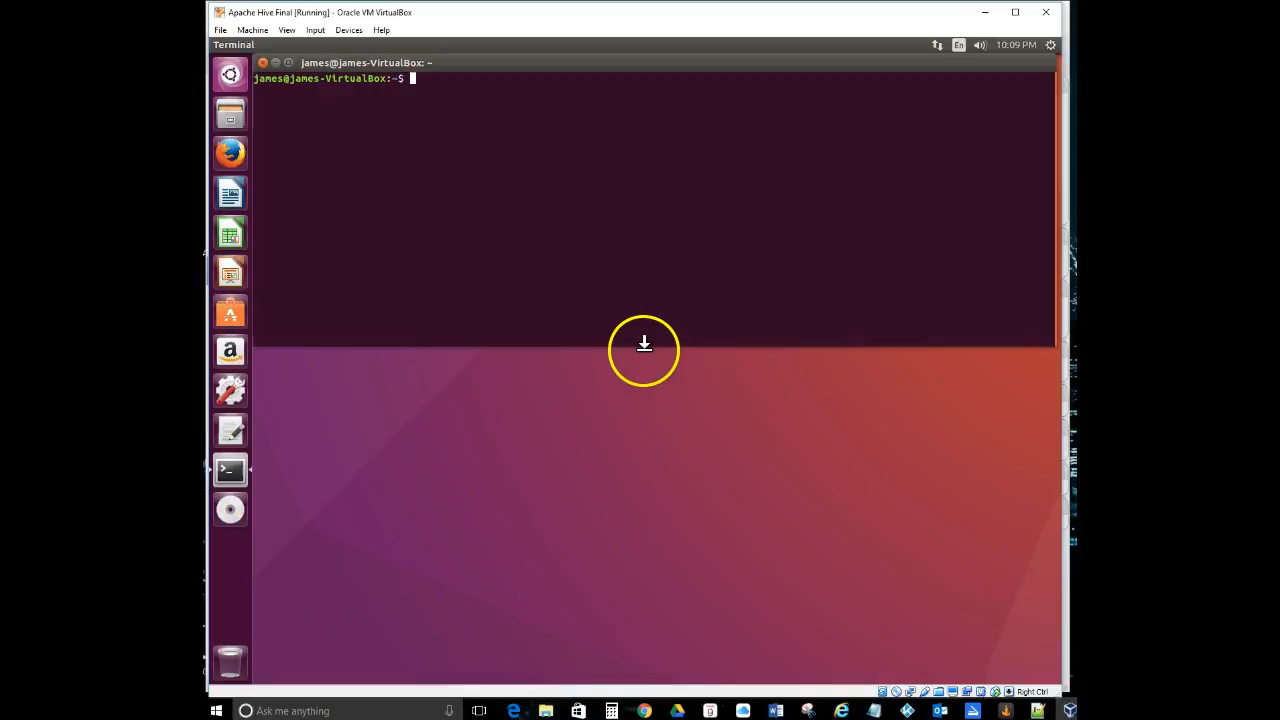 Apache Hive Final [Running] - Oracle VM VirtualBox
File Machine View Input Devices Help
Terminal En 10:09 PM
james@james-VirtualBox: ~
james@james-VirtualBox:~$
Right Ctrl
Ask me anything